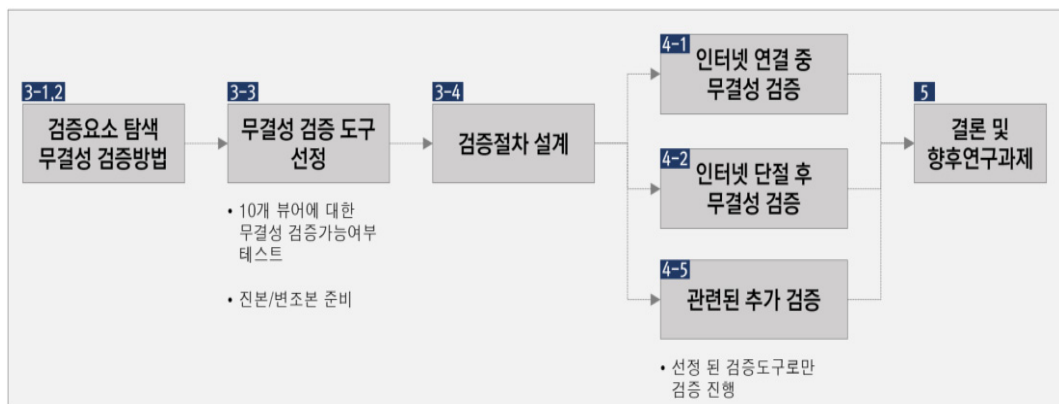 3-1,2
검증요소 탐색
무결성 검증방법
3-3
무결성 검증 도구
선정
• 10개 뷰어에 대한
무결성 검증가능여부
테스트
• 진본/변조본 준비
3-4
검증절차 설계
4-1
인터넷 연결 중
무결성 검증
4-2
인터넷 단절 후
무결성 검증
4-5
관련된 추가 검증
• 선정 된 검증도구로만
검증 진행
5
결론 및
향후연구과제